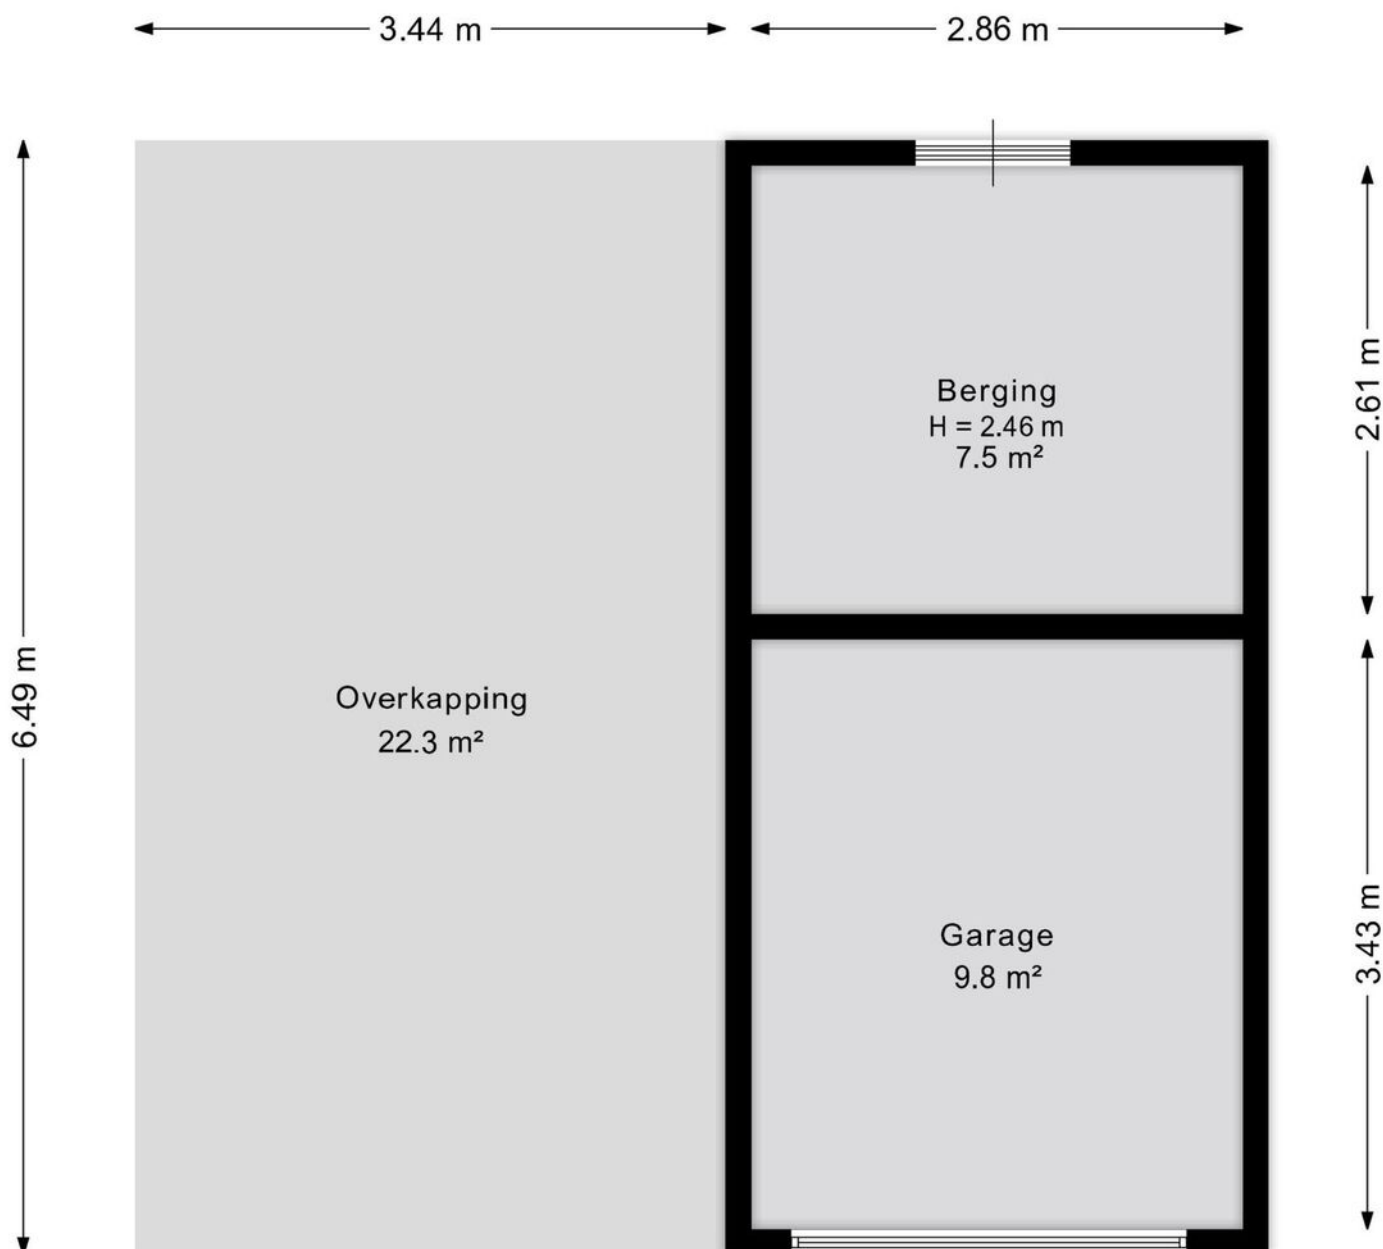 3.44 m
2.86 m
6.49 m
2.61 m
Berging
H = 2.46 m
7.5 m²
Overkapping
22.3 m²
Garage
9.8 m²
3.43 m